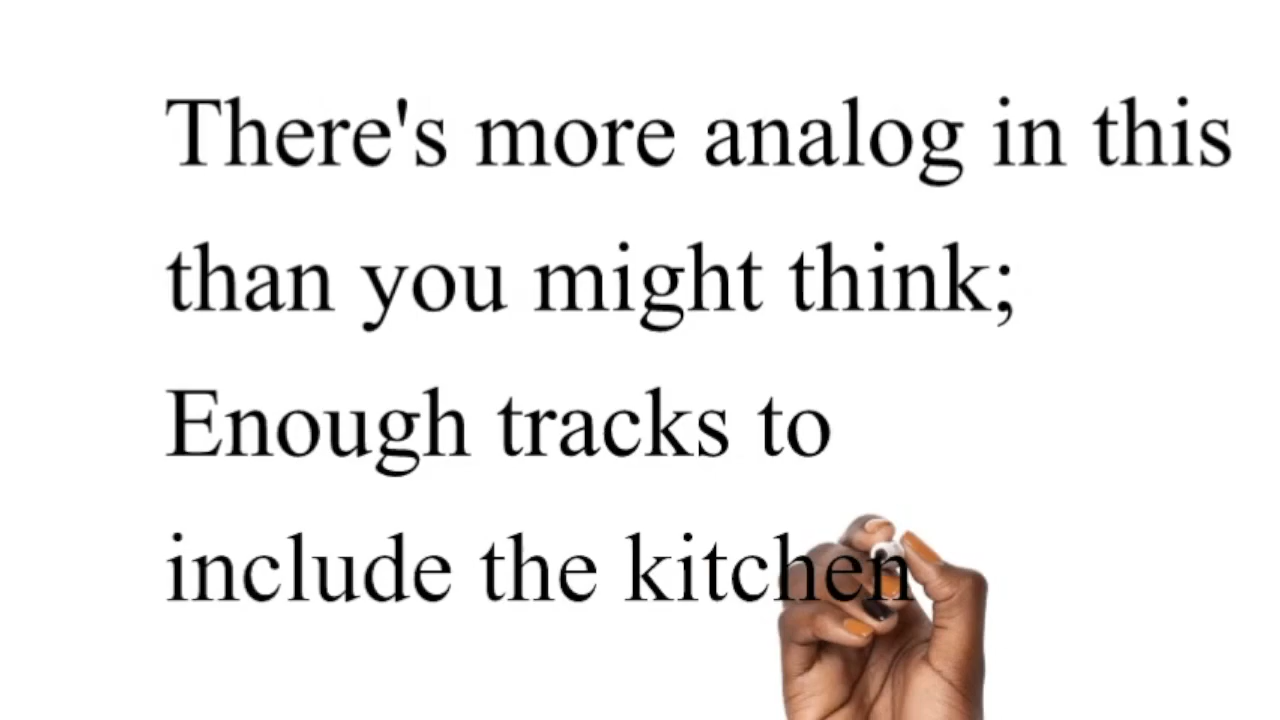 There's more analog in this
than you might think;
Enough tracks to
include the kitchen